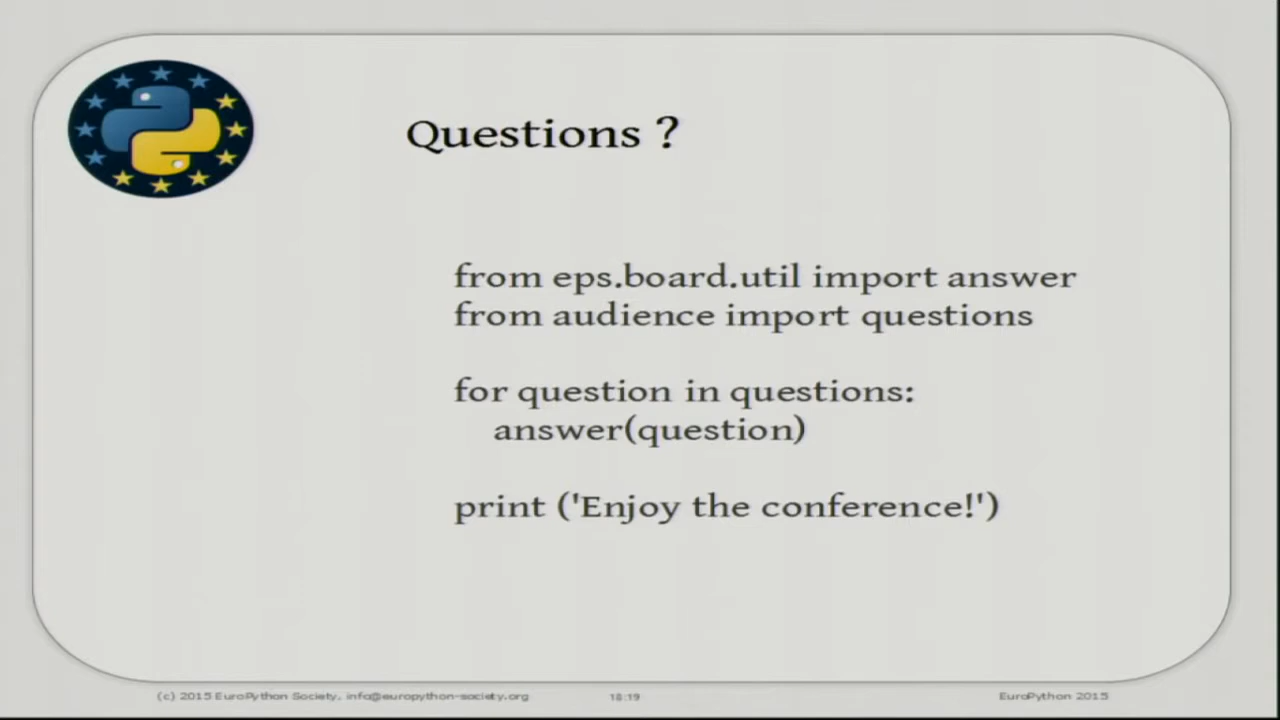 Questions ?
from eps.board.util import answer
from audience import questions
for question in questions:
answer(question)
print ('Enjoy the conference!')
(c) 2015 EuroPython Society, info@europython-society.org
18:19
EuroPython 2015